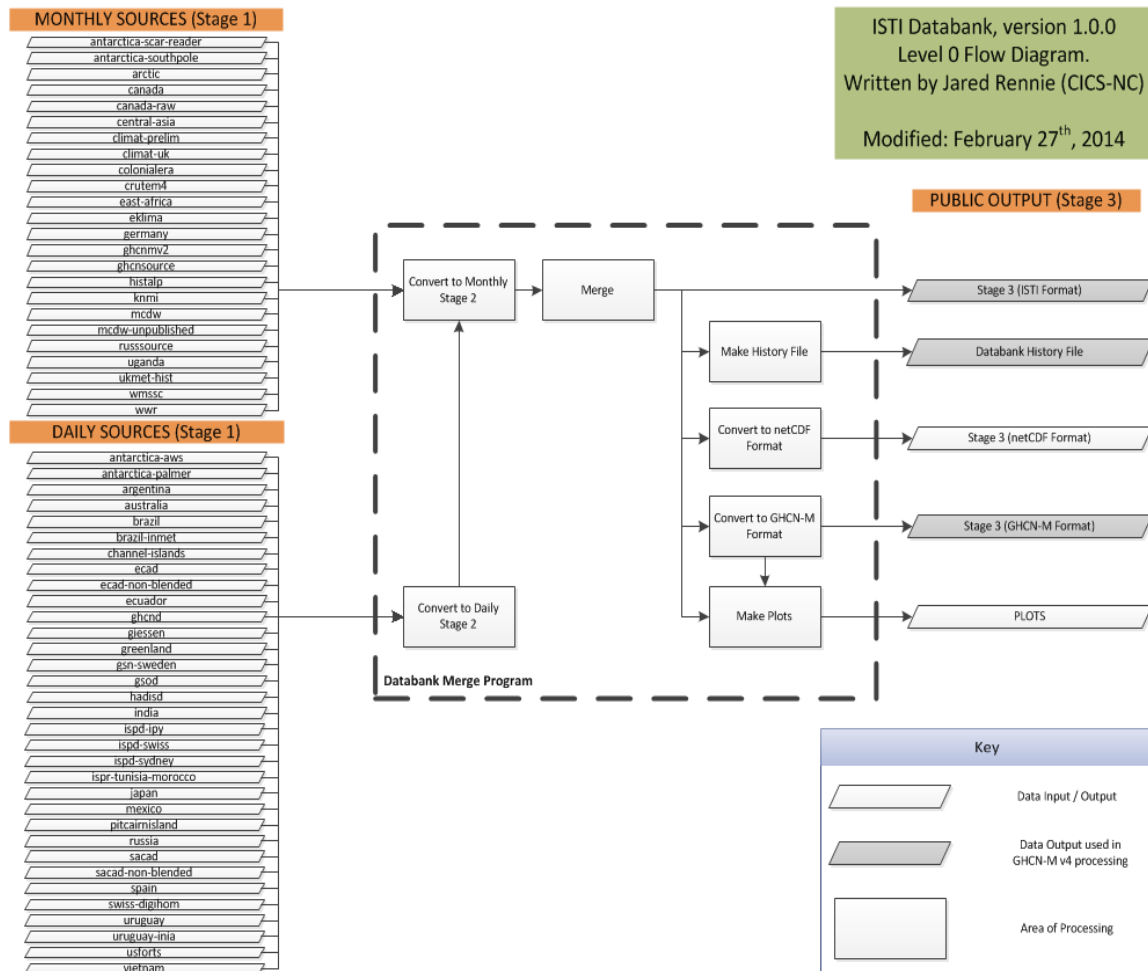 MONTHLY SOURCES (Stage 1)
antarctica-scar-reader
antarctica-southpole
arctic
canada
canada-raw
central-asia
climat-prelim
climat-uk
colonialera
crutem4
east-africa
eklima
germany
ghcnmv2
ghcnsource
histalp
knmi
mcdw
mcdw-unpublished
russsource
uganda
ukmet-hist
wmssc
wwr
DAILY SOURCES (Stage 1)
antarctica-aws
antarctica-palmer
argentina
australia
brazil
brazil-inmet
channel-islands
ecad
ecad-non-blended
ecuador
ghcnd
giessen
greenland
gsn-sweden
gsod
hadisd
india
ispd-ipy
ispd-swiss
ispd-sydney
ispr-tunisia-morocco
japan
mexico
pitcairnisland
russia
sacad
sacad-non-blended
spain
swiss-digihom
uruguay
uruguay-inia
usforts
vietnam
Convert to Monthly
Stage 2
Merge
Make History File
Convert to netCDF
Format
Convert to GHCN-M
Format
Convert to Daily
Stage 2
Make Plots
Databank Merge Program
ISTI Databank, version 1.0.0
Level 0 Flow Diagram.
Written by Jared Rennie (CICS-NC)
Modified: February 27th, 2014
PUBLIC OUTPUT (Stage 3)
Stage 3 (ISTI Format)
Databank History File
Stage 3 (netCDF Format)
Stage 3 (GHCN-M Format)
PLOTS
Key
Data Input / Output
Data Output used in
GHCN-M v4 processing
Area of Processing